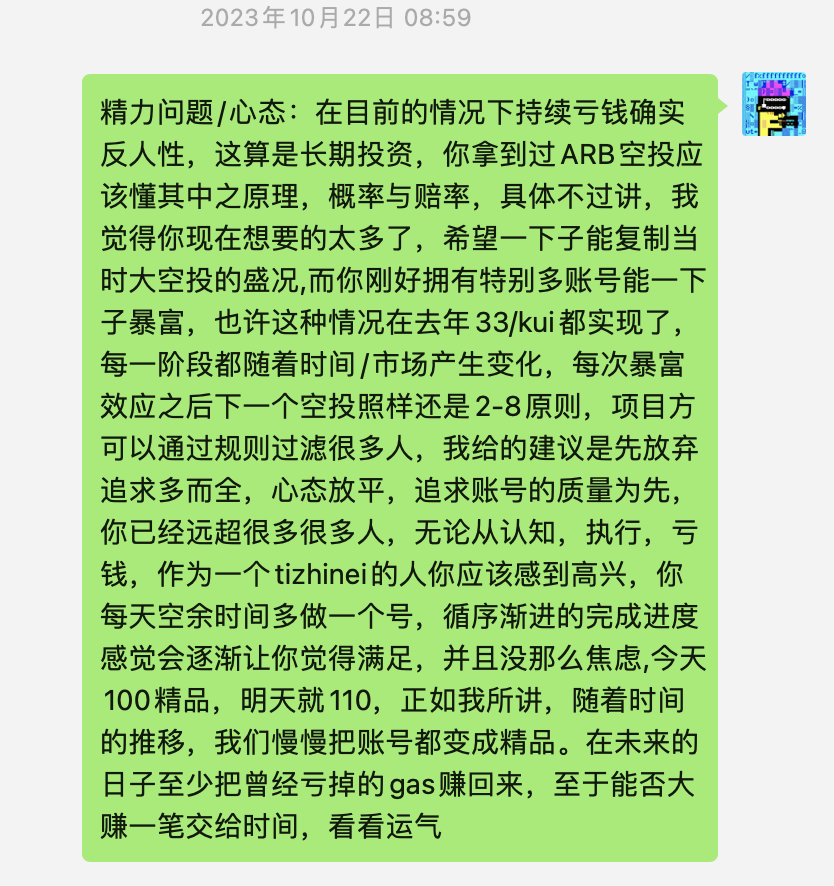 2023年10月22日 08:59
精力问题/心态：在目前的情况下持续亏钱确实
反人性，这算是长期投资，你拿到过ARB空投应
该懂其中之原理，概率与赔率，具体不过讲，我
觉得你现在想要的太多了，希望一下子能复制当
时大空投的盛况,而你刚好拥有特别多账号能一下
子暴富，也许这种情况在去年33/kui都实现了，
每一阶段都随着时间/市场产生变化，每次暴富
效应之后下一个空投照样还是2-8原则，项目方
可以通过规则过滤很多人，我给的建议是先放弃
追求多而全，心态放平，追求账号的质量为先，
你已经远超很多很多人，无论从认知，执行，亏
钱，作为一个tizhinei的人你应该感到高兴，你
每天空余时间多做一个号，循序渐进的完成进度
感觉会逐渐让你觉得满足，并且没那么焦虑,今天
100精品，明天就110，正如我所讲，随着时间
的推移，我们慢慢把账号都变成精品。在未来的
日子至少把曾经亏掉的gas赚回来，至于能否大
赚一笔交给时间，看看运气